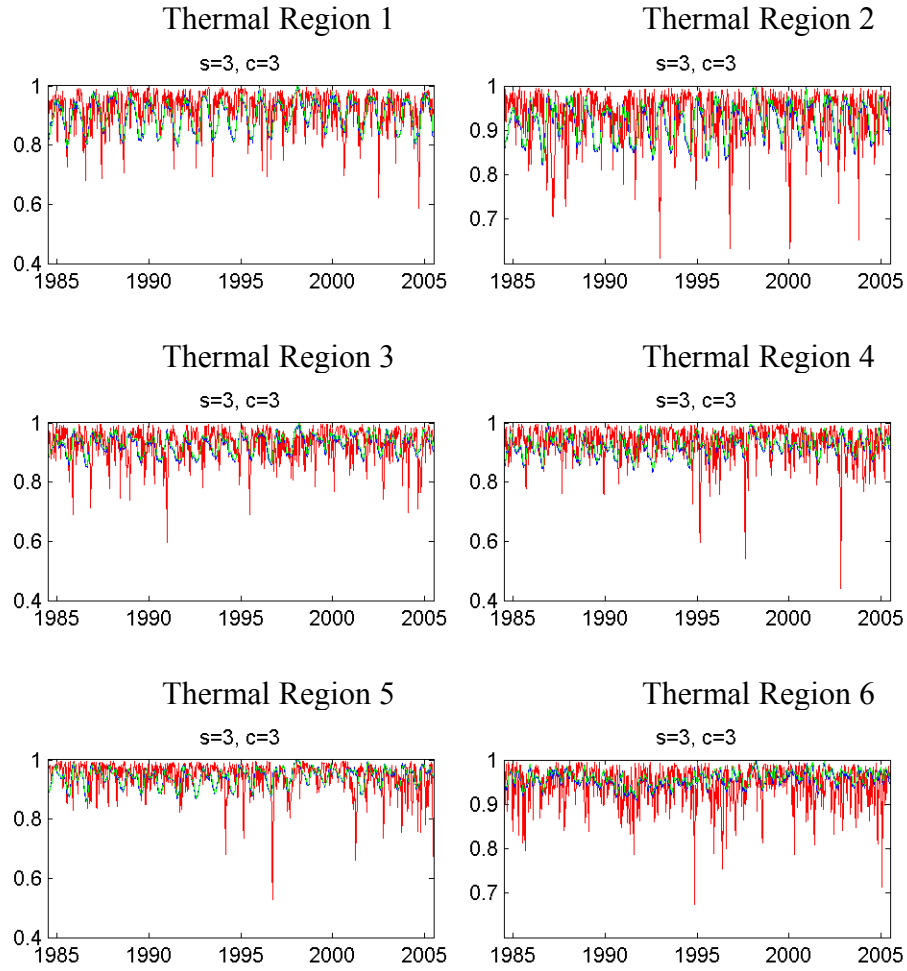 Thermal Region 1
Thermal Region 2
s=3, c=3
s=3, c=3
1
0.8
0.6
0.4
1985 1990 1995 2000 2005
1
0.9
0.8
0.7
1985 1990 1995 2000 2005
Thermal Region 3
Thermal Region 4
s=3, c=3
s=3, c=3
1
0.8
0.6
0.4
1985 1990 1995 2000 2005
1
0.8
0.6
0.4
1985 1990 1995 2000 2005
Thermal Region 5
Thermal Region 6
s=3, c=3
s=3, c=3
1
0.8
0.6
0.4
1985 1990 1995 2000 2005
1
0.9
0.8
0.7
1985 1990 1995 2000 2005